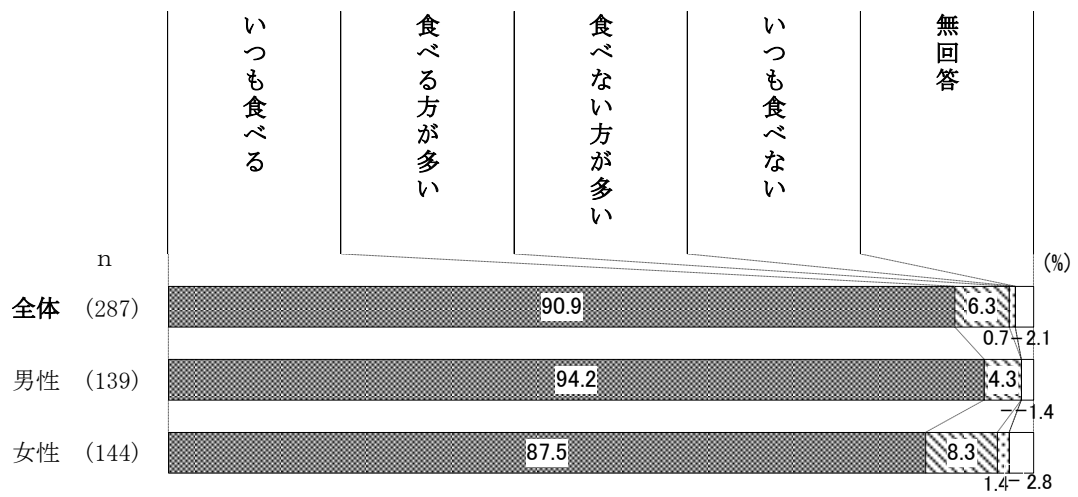 いつも食べる
食べる方が多い
食べない方が多い
いつも食べない
無回答
n
(%)
全体 (287) 90.9 6.3
0.7 - 2.1
男性 (139) 94.2 4.3
- - 1.4
女性 (144) 87.5 8.3
1.4 - 2.8